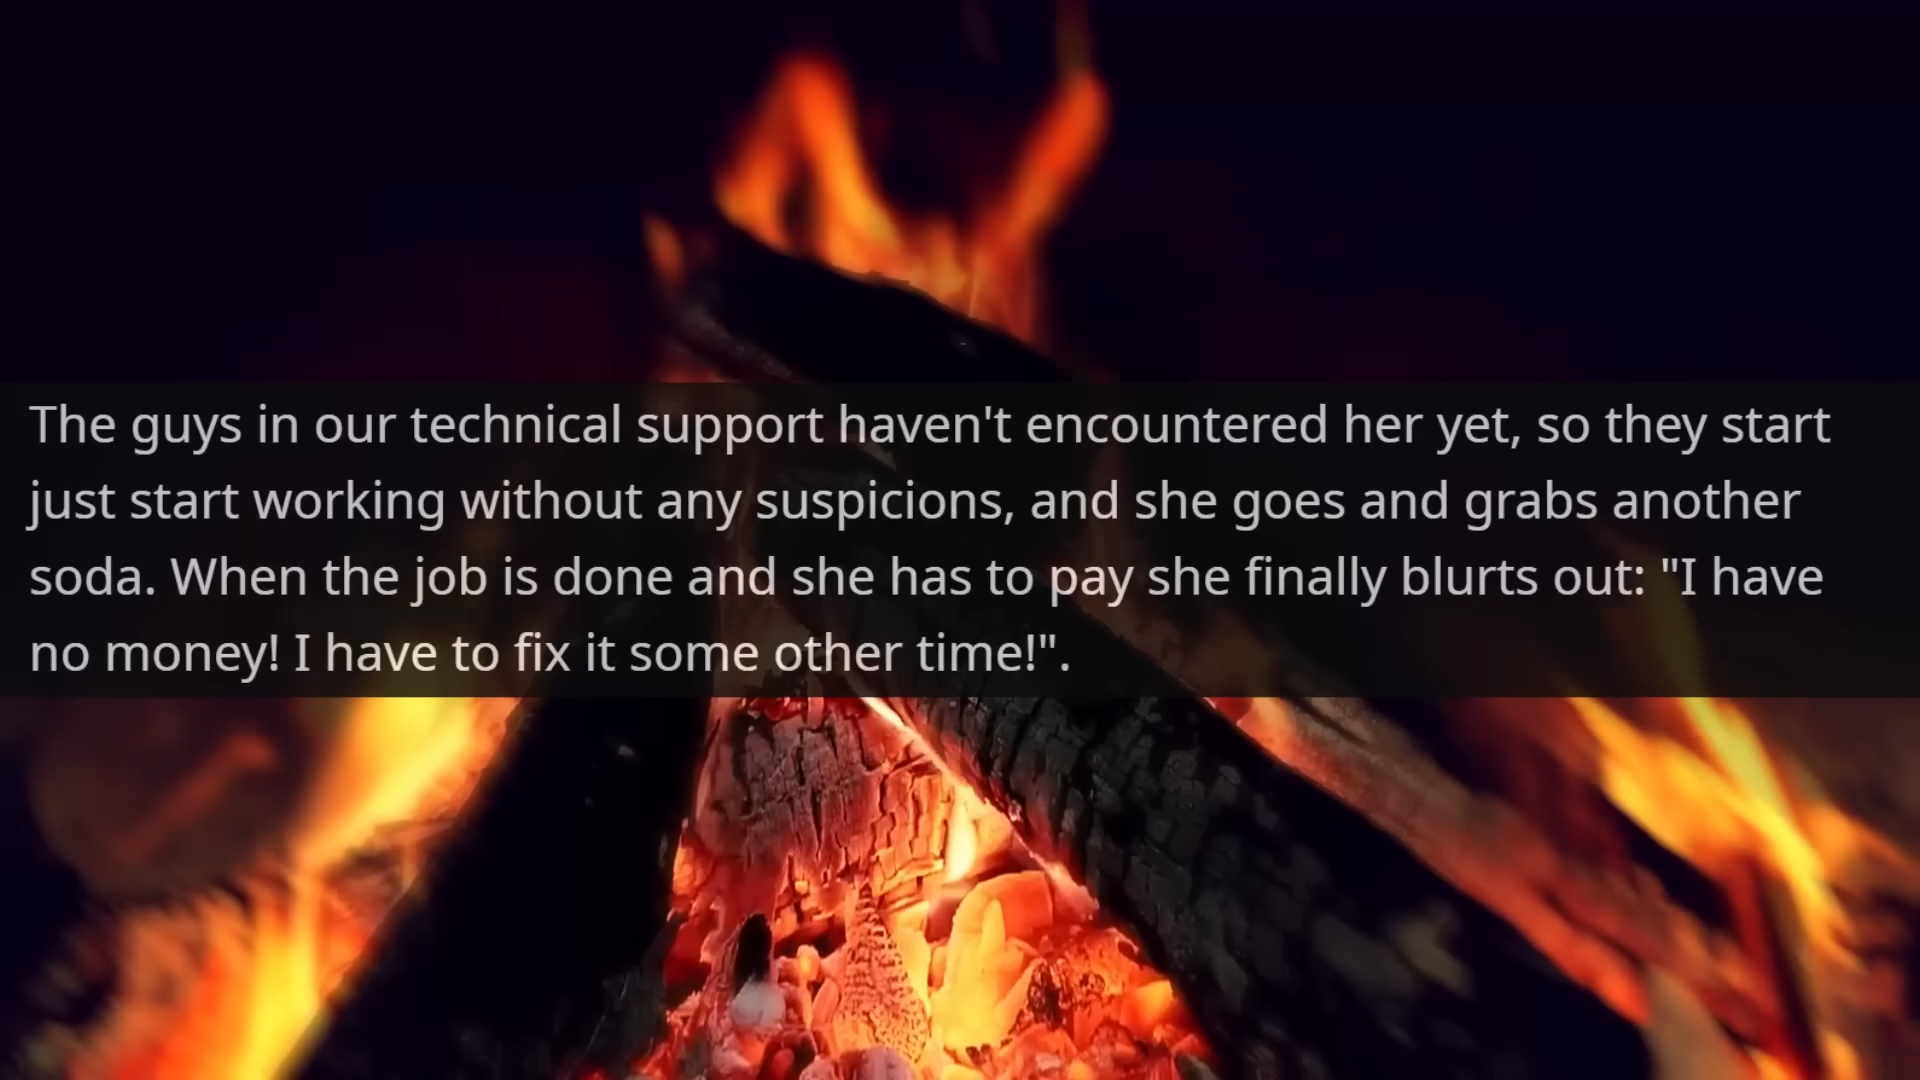 The guys in our technical support haven't encountered her yet, so they start
just start working without any suspicions, and she goes and grabs another
soda. When the job is done and she has to pay she finally blurts out: "I have
no money! I have to fix it some other time!".